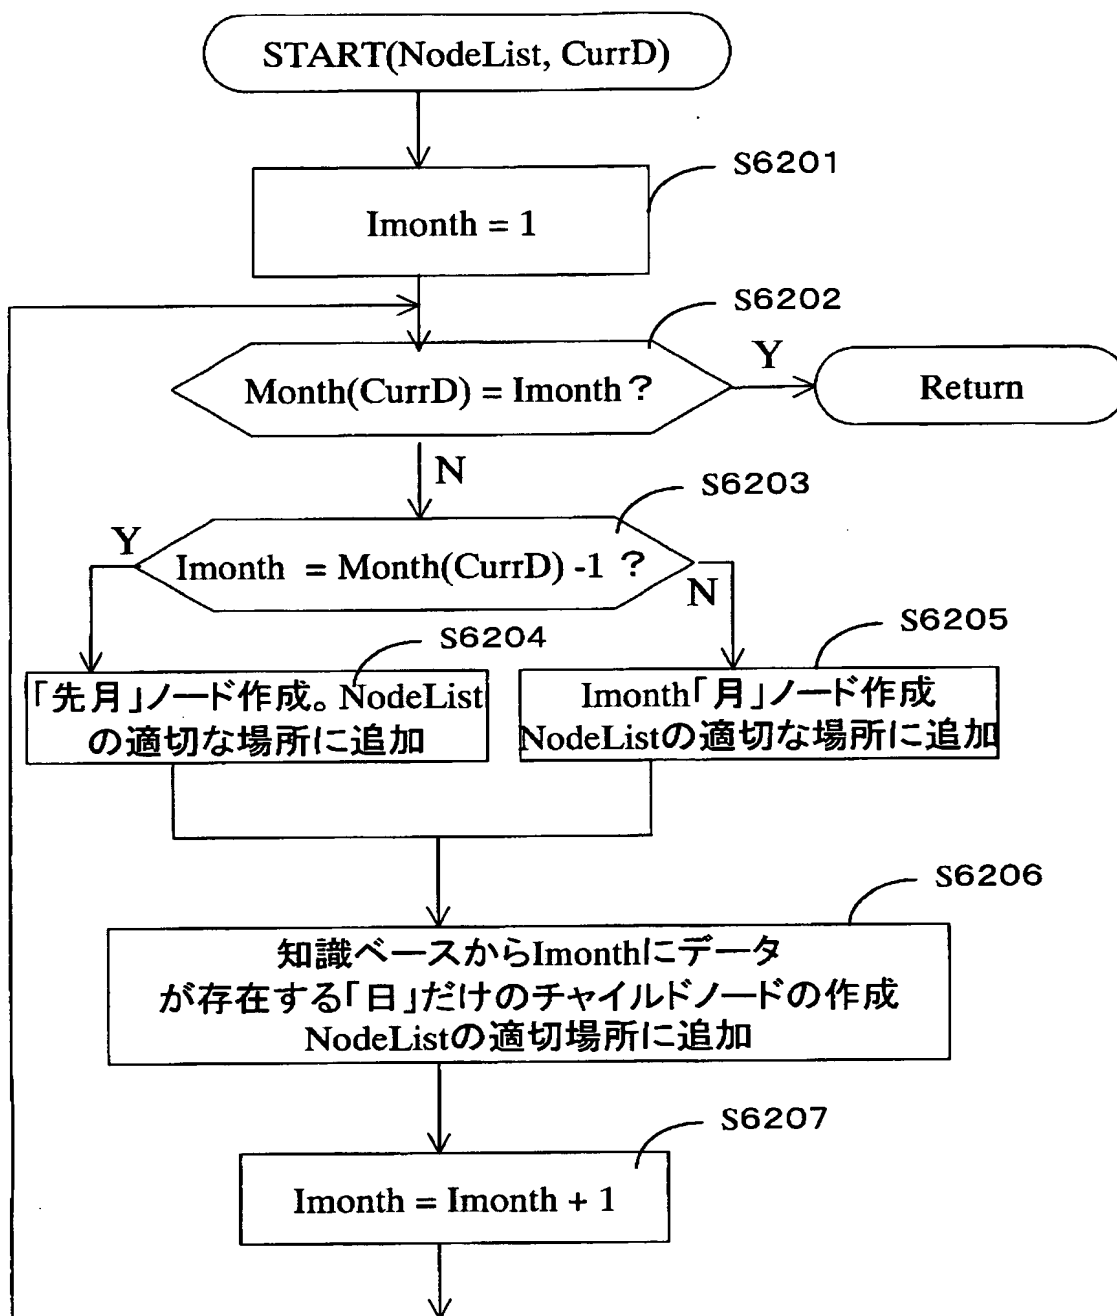 START(NodeList, CurrD)
S6201
Imonth = 1
S6202
Month(CurrD) = Imonth？
Y
Return
N
S6203
Y
Imonth = Month(CurrD) -1 ？
N
S6204
S6205
「先月」ノード作成。NodeList
の適切な場所に追加
Imonth「月」ノード作成
NodeListの適切な場所に追加
S6206
知識ベースからImonthにデータ
が存在する「日」だけのチャイルドノードの作成
NodeListの適切場所に追加
S6207
Imonth = Imonth + 1